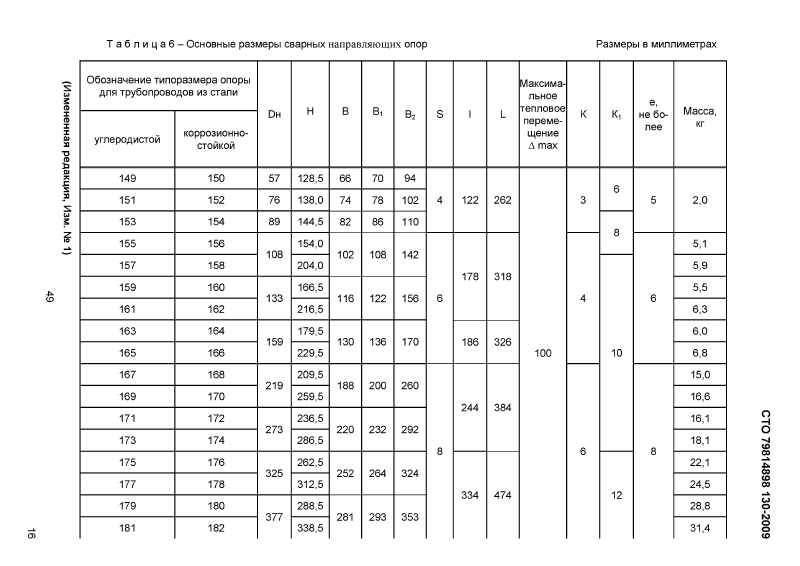 Т а б л и ц а 6 – Основные размеры сварных направляющих опор Размеры в миллиметрах
Обозначение типоразмера опоры для трубопроводов из стали | Dн | H | B | B1 | B2 | S | l | L | Максимальное тепловое перемещение Δ max | К | К1 | е, не более | Масса, кг
углеродистой | коррозионно-стойкой
149 | 150 | 57 | 128,5 | 66 | 70 | 94 | 4 | 122 | 262 | 100 | 3 | 6 | 5 | 2,0
151 | 152 | 76 | 138,0 | 74 | 78 | 102
153 | 154 | 89 | 144,5 | 82 | 86 | 110 | 8
155 | 156 | 108 | 154,0 | 102 | 108 | 142 | 6 | 178 | 318 | 4 | 6 | 5,1
157 | 158 | 204,0 | 10 | 5,9
159 | 160 | 133 | 166,5 | 116 | 122 | 156 | 5,5
161 | 162 | 216,5 | 6,3
163 | 164 | 159 | 179,5 | 130 | 136 | 170 | 186 | 326 | 6,0
165 | 166 | 229,5 | 6,8
167 | 168 | 219 | 209,5 | 188 | 200 | 260 | 8 | 244 | 384 | 6 | 8 | 15,0
169 | 170 | 259,5 | 16,6
171 | 172 | 273 | 236,5 | 220 | 232 | 292 | 16,1
173 | 174 | 286,5 | 18,1
175 | 176 | 325 | 262,5 | 252 | 264 | 324 | 334 | 474 | 12 | 22,1
177 | 178 | 312,5 | 24,5
179 | 180 | 377 | 288,5 | 281 | 293 | 353 | 28,8
181 | 182 | 338,5 | 31,4
(Измененная редакция, Изм. № 1)
49
16
СТО 79814898 130-2009